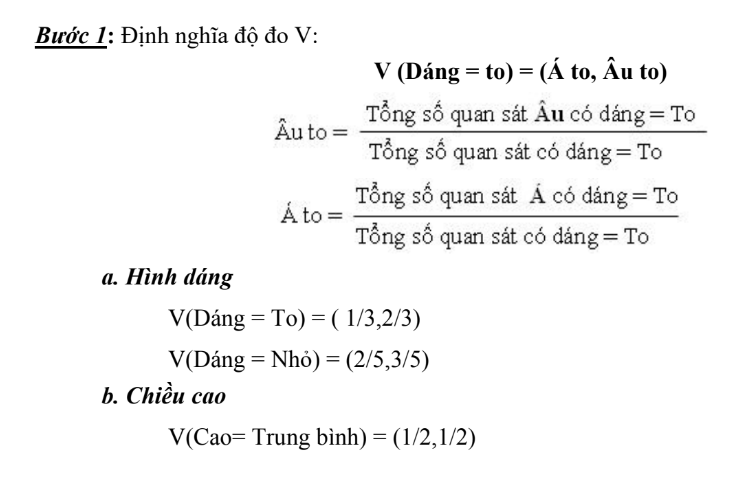 Bước 1: Định nghĩa độ đo V:
V (Dáng = to) = (Á to, Âu to)
Âu to = Tổng số quan sát Âu có dáng = To
Tổng số quan sát có dáng = To
Á to = Tổng số quan sát Á có dáng = To
Tổng số quan sát có dáng = To
a. Hình dáng
V(Dáng = To) = ( 1/3,2/3)
V(Dáng = Nhỏ) = (2/5,3/5)
b. Chiều cao
V(Cao= Trung bình) = (1/2,1/2)